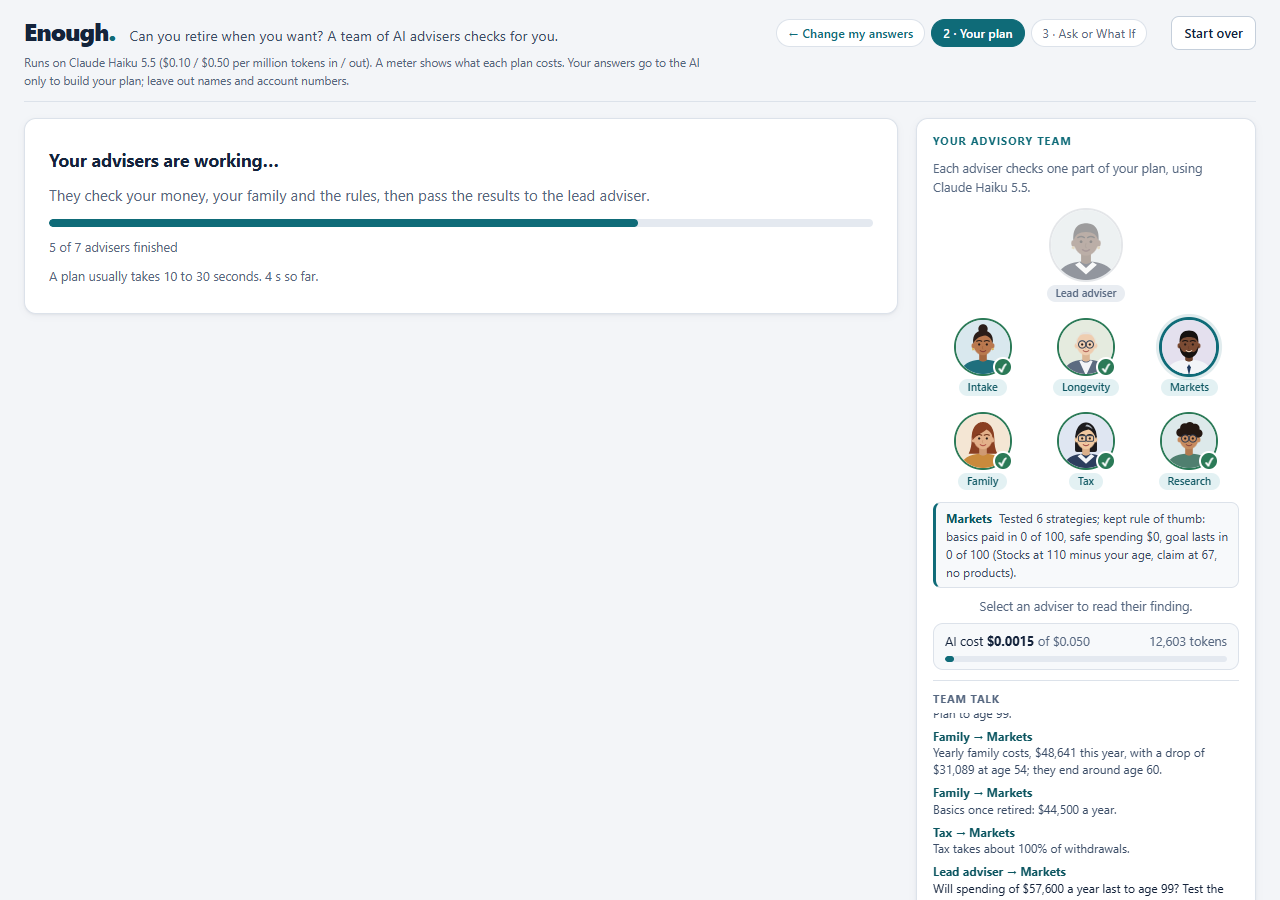 Enough. Can you retire when you want? A team of AI advisers checks for you.
Runs on Claude Haiku 5.5 ($0.10 / $0.50 per million tokens in / out). A meter shows what each plan costs. Your answers go to the AI
only to build your plan; leave out names and account numbers.
← Change my answers
2 · Your plan
3 · Ask or What If
Start over
Your advisers are working…
They check your money, your family and the rules, then pass the results to the lead adviser.
5 of 7 advisers finished
A plan usually takes 10 to 30 seconds. 4 s so far.
YOUR ADVISORY TEAM
Each adviser checks one part of your plan, using
Claude Haiku 5.5.
Lead adviser
Intake
Longevity
Markets
Family
Tax
Research
Markets Tested 6 strategies; kept rule of thumb:
basics paid in 0 of 100, safe spending $0, goal lasts in
0 of 100 (Stocks at 110 minus your age, claim at 67,
no products).
Select an adviser to read their finding.
AI cost $0.0015 of $0.050
12,603 tokens
TEAM TALK
Plan to age 99.
Family → Markets
Yearly family costs, $48,641 this year, with a drop of
$31,089 at age 54; they end around age 60.
Family → Markets
Basics once retired: $44,500 a year.
Tax → Markets
Tax takes about 100% of withdrawals.
Lead adviser → Markets
Will spending of $57,600 a year last to age 99? Test the